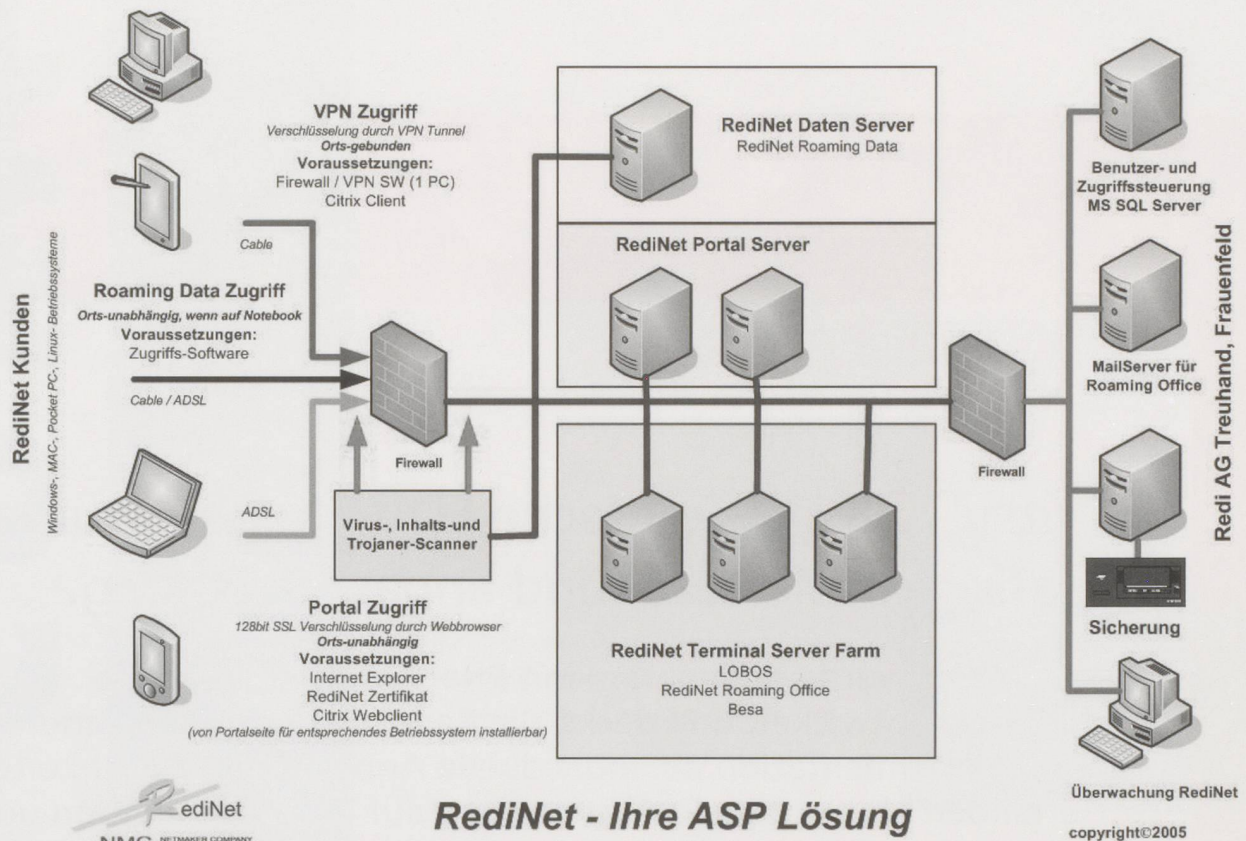 RediNet Kunden
Windows-, MAC-, Pocket PC-, Linux- Betriebssysteme
VPN Zugriff
Verschlüsselung durch VPN Tunnel
Orts-gebunden
Voraussetzungen:
Firewall / VPN SW (1 PC)
Citrix Client
Cable
Roaming Data Zugriff
Orts-unabhängig, wenn auf Notebook
Voraussetzungen:
Zugriffs-Software
Cable / ADSL
ADSL
Firewall
Virus-, Inhalts-und
Trojaner-Scanner
Portal Zugriff
128bit SSL Verschlüsselung durch Webbrowser
Orts-unabhängig
Voraussetzungen:
Internet Explorer
RediNet Zertifikat
Citrix Webclient
(von Portalseite für entsprechendes Betriebssystem installierbar)
RediNet Daten Server
RediNet Roaming Data
RediNet Portal Server
RediNet Terminal Server Farm
LOBOS
RediNet Roaming Office
Besa
Firewall
Benutzer- und
Zugriffssteuerung
MS SQL Server
MailServer für
Roaming Office
Sicherung
Überwachung RediNet
Redi AG Treuhand, Frauenfeld
RediNet
NMC NETMAKER COMPANY
RediNet - Ihre ASP Lösung
copyright©2005